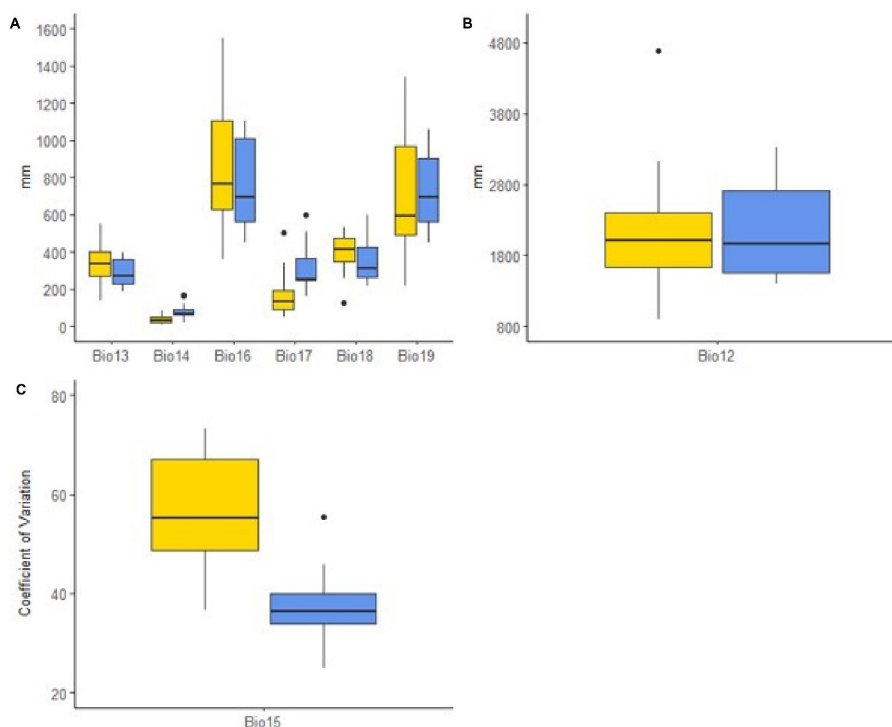 A
1600
1400
1200
1000
800
600
400
200
0
mm
Bio13 Bio14 Bio16 Bio17 Bio18 Bio19
B
4800
3800
2800
1800
800
mm
Bio12
C
80
60
40
20
Coefficient of Variation
Bio15